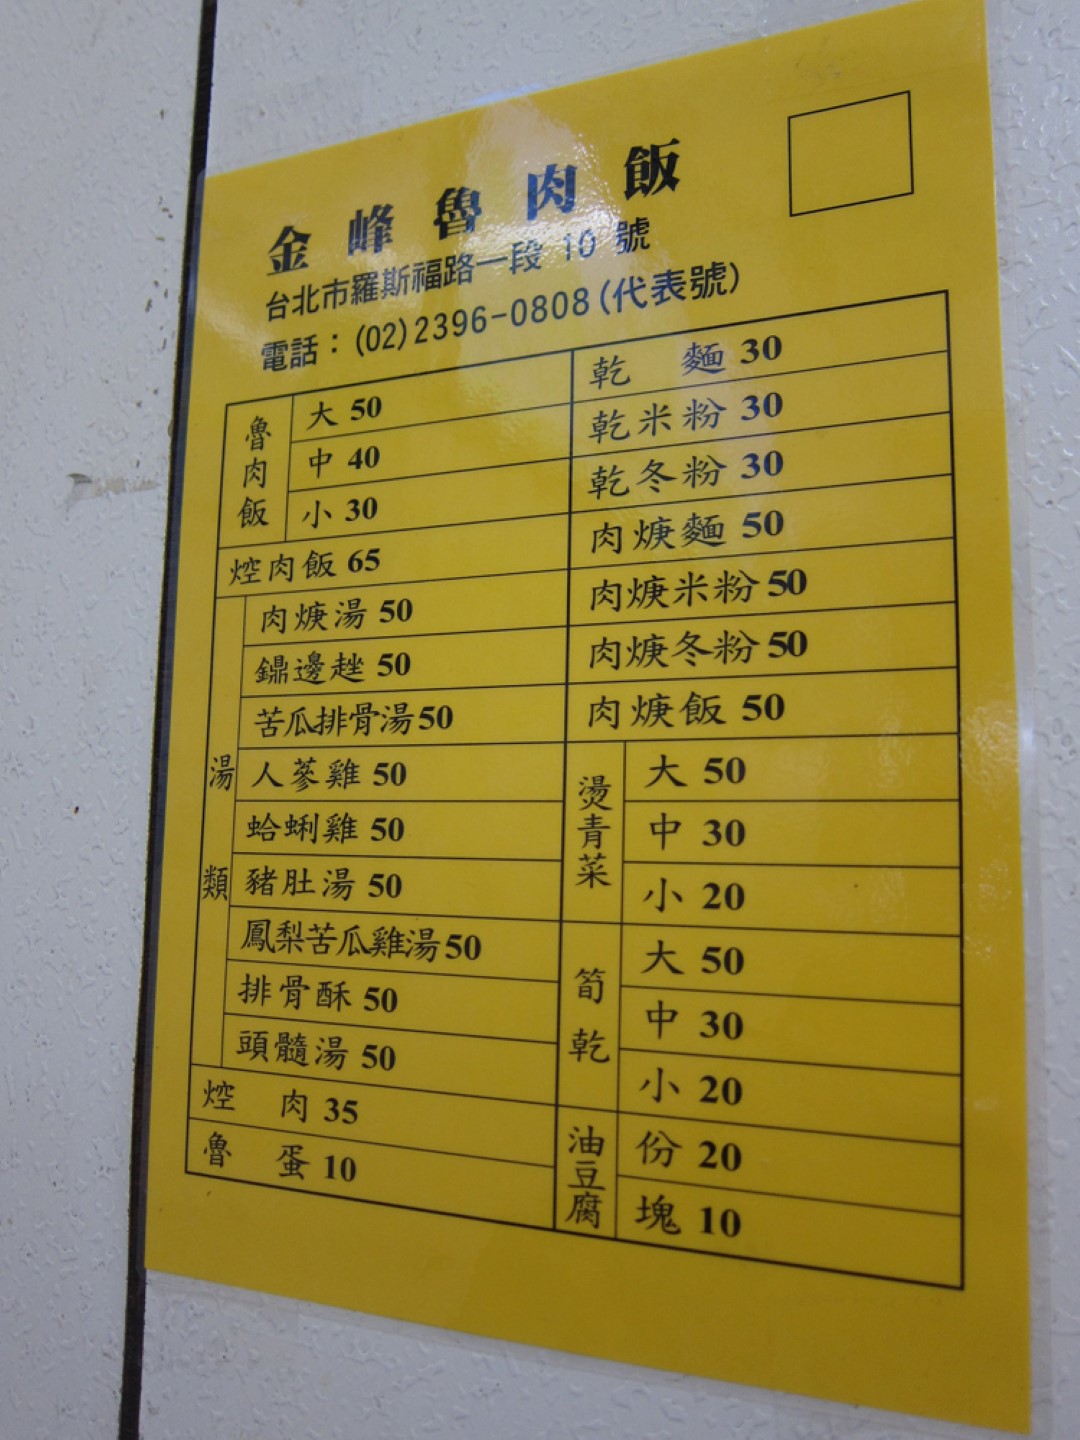 金峰魯肉飯
台北市羅斯福路一段 10 號
電話：(02)2396-0808(代表號)
魯肉飯
大 50
中 40
小 30
焢肉飯 65
湯類
肉焿湯 50
鼎邊趖 50
苦瓜排骨湯 50
人蔘雞 50
蛤蜊雞 50
豬肚湯 50
鳳梨苦瓜雞湯 50
排骨酥 50
頭髓湯 50
焢肉 35
魯蛋 10
乾麵 30
乾米粉 30
乾冬粉 30
肉焿麵 50
肉焿米粉 50
肉焿冬粉 50
肉焿飯 50
燙青菜
大 50
中 30
小 20
筍乾
大 50
中 30
小 20
油豆腐
份 20
塊 10